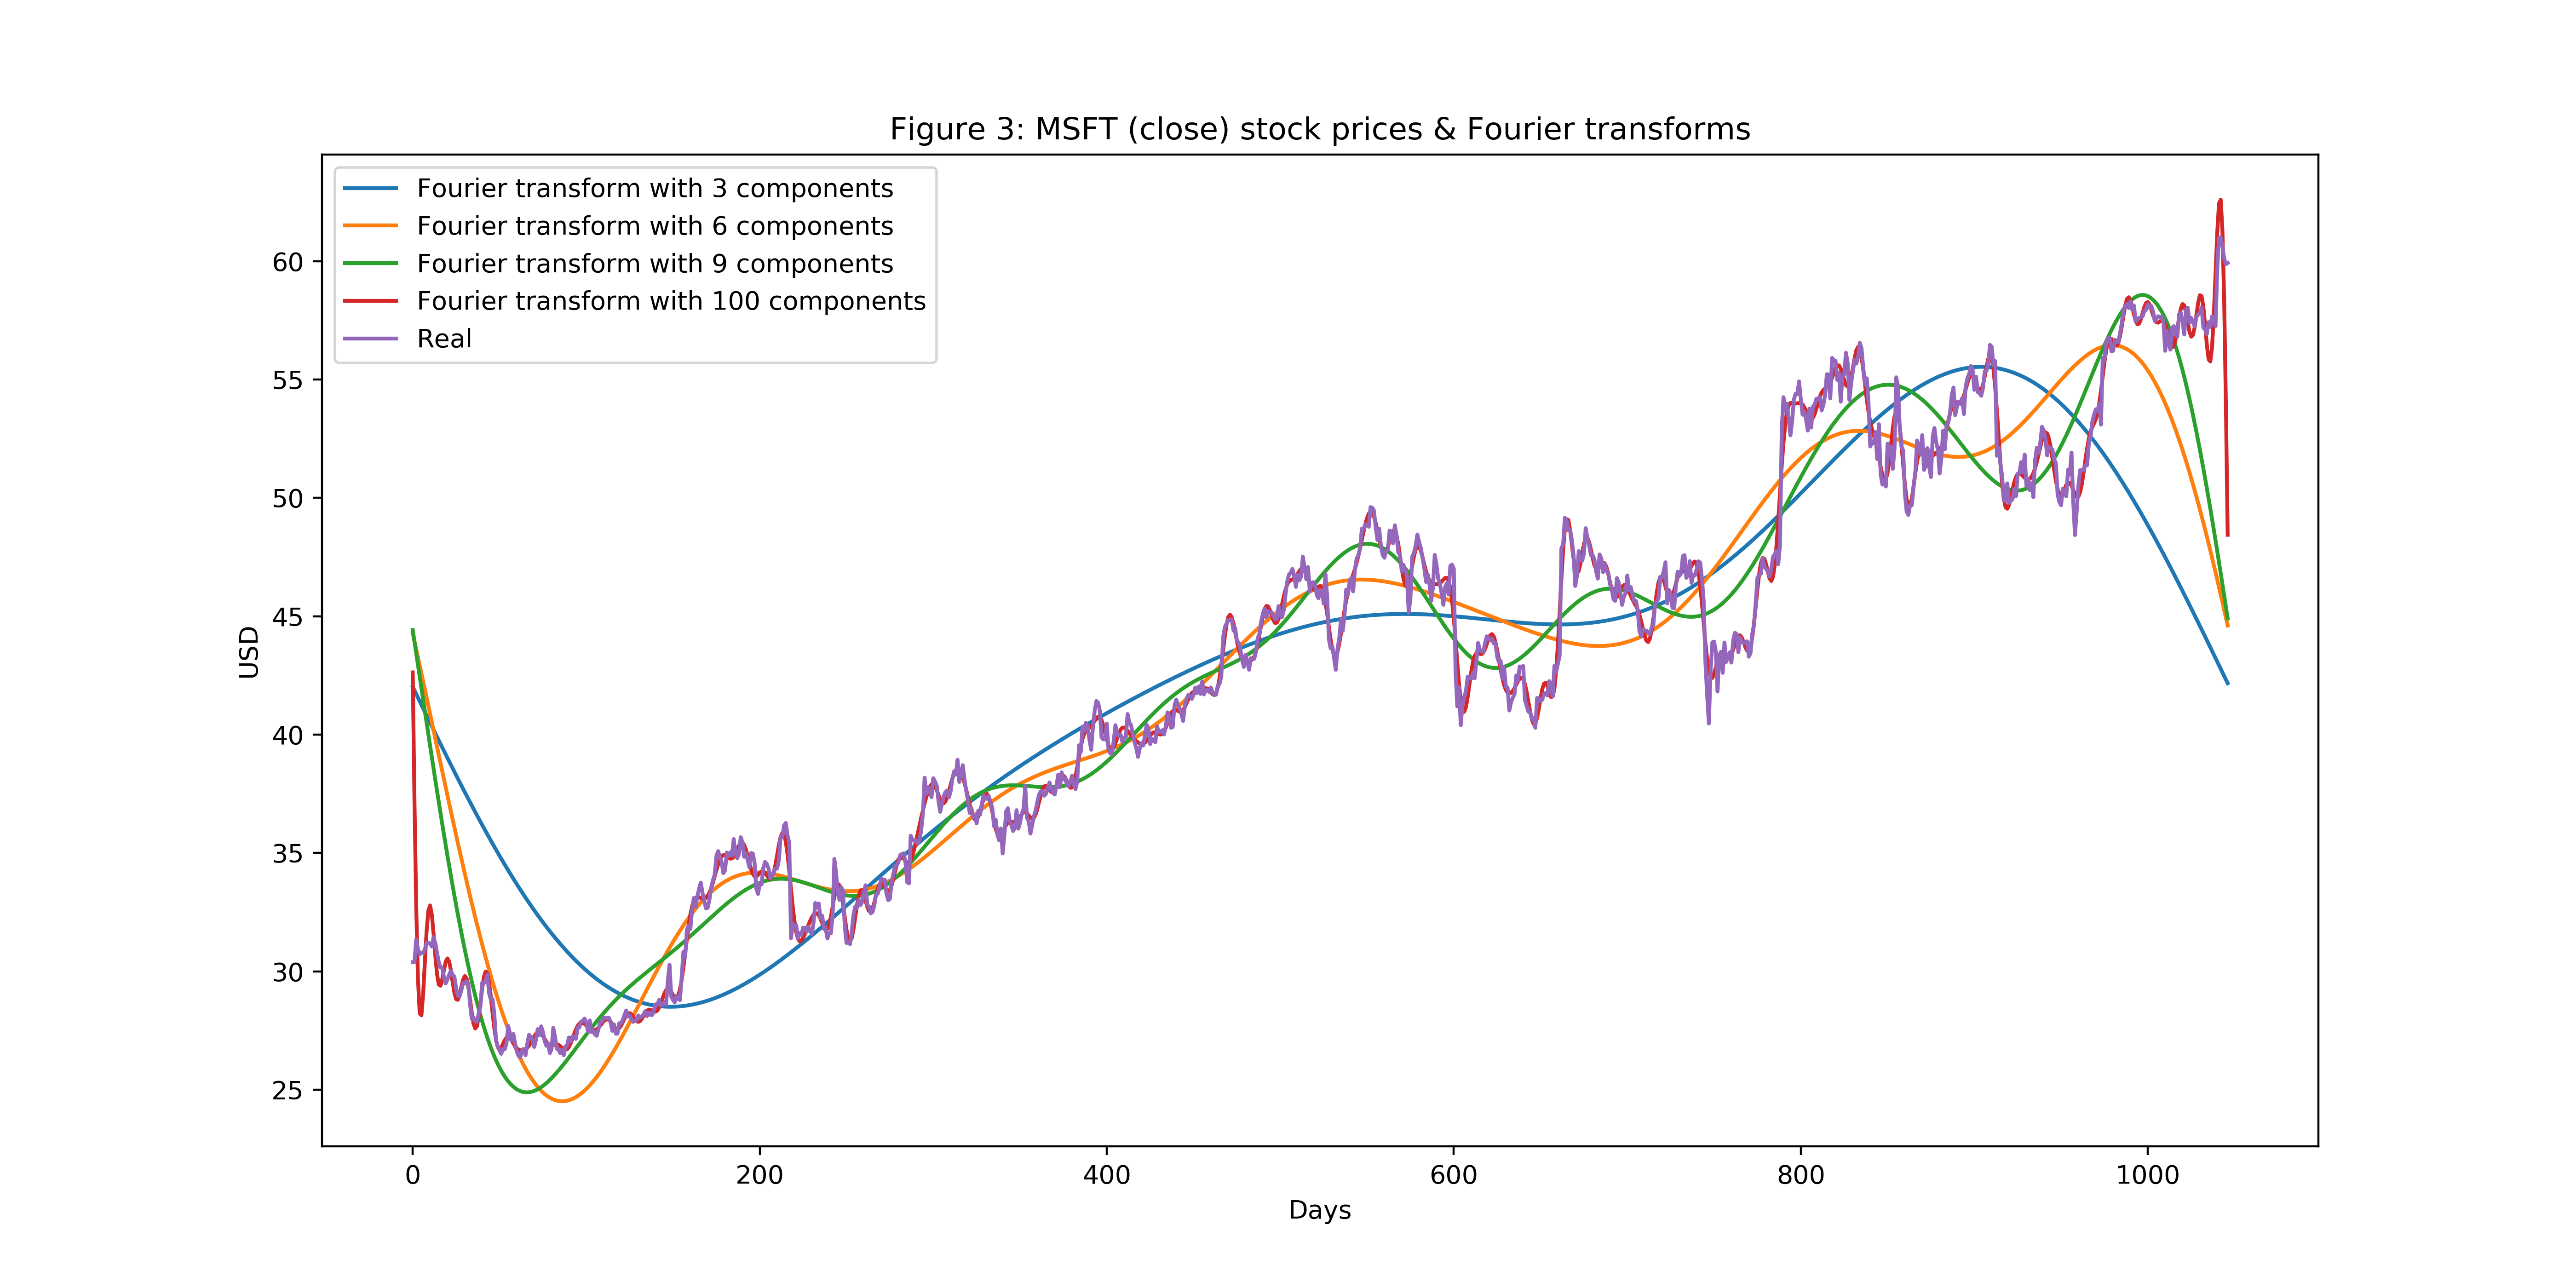 Figure 3: MSFT (close) stock prices & Fourier transforms
Fourier transform with 3 components
Fourier transform with 6 components
Fourier transform with 9 components
Fourier transform with 100 components
Real
60
55
50
45
40
35
30
25
USD
0 200 400 600 800 1000
Days